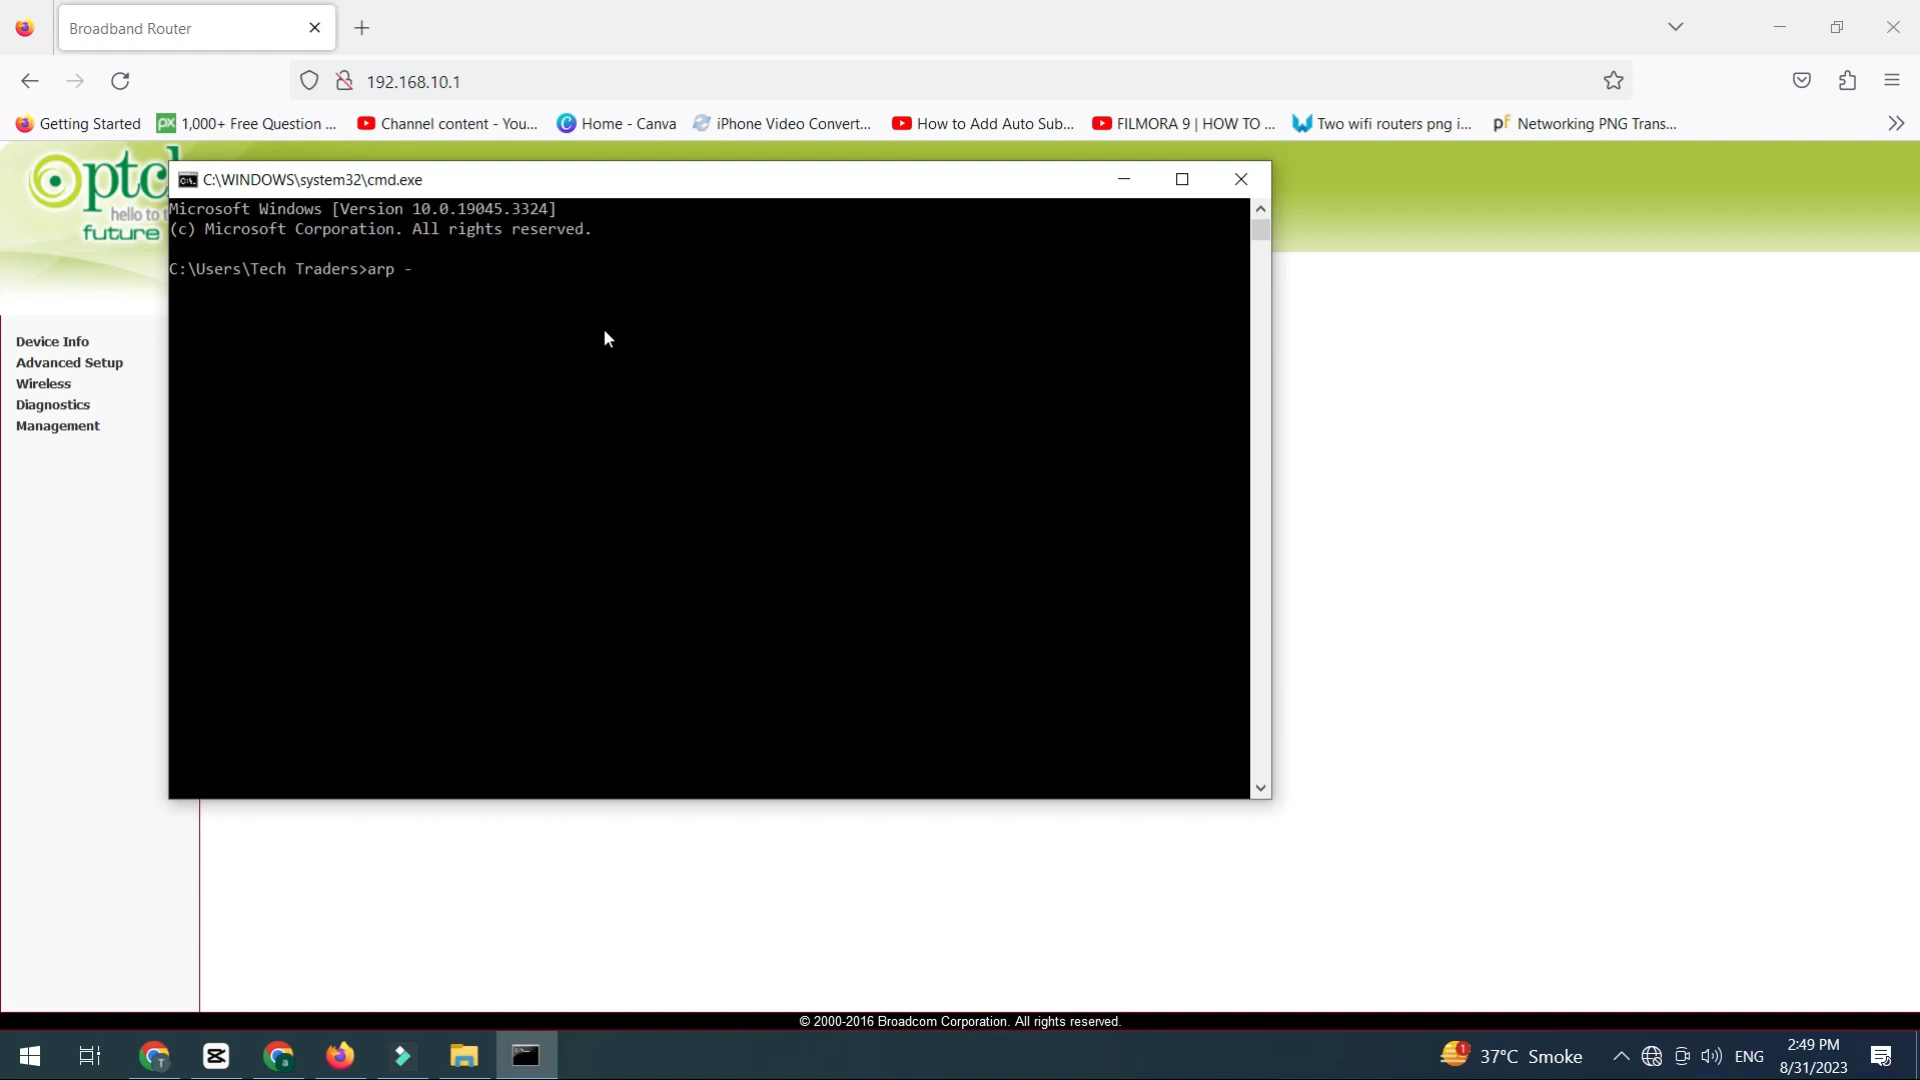 Broadband Router
192.168.10.1
Getting Started
1,000+ Free Question ...
Channel content - You...
Home - Canva
iPhone Video Convert...
How to Add Auto Sub...
FILMORA 9 | HOW TO ...
Two wifi routers png i...
Networking PNG Trans...
ptc
hello to t
future
C:\WINDOWS\system32\cmd.exe
Microsoft Windows [Version 10.0.19045.3324]
(c) Microsoft Corporation. All rights reserved.
C:\Users\Tech Traders>arp -
Device Info
Advanced Setup
Wireless
Diagnostics
Management
© 2000-2016 Broadcom Corporation. All rights reserved.
37°C Smoke
ENG
2:49 PM
8/31/2023